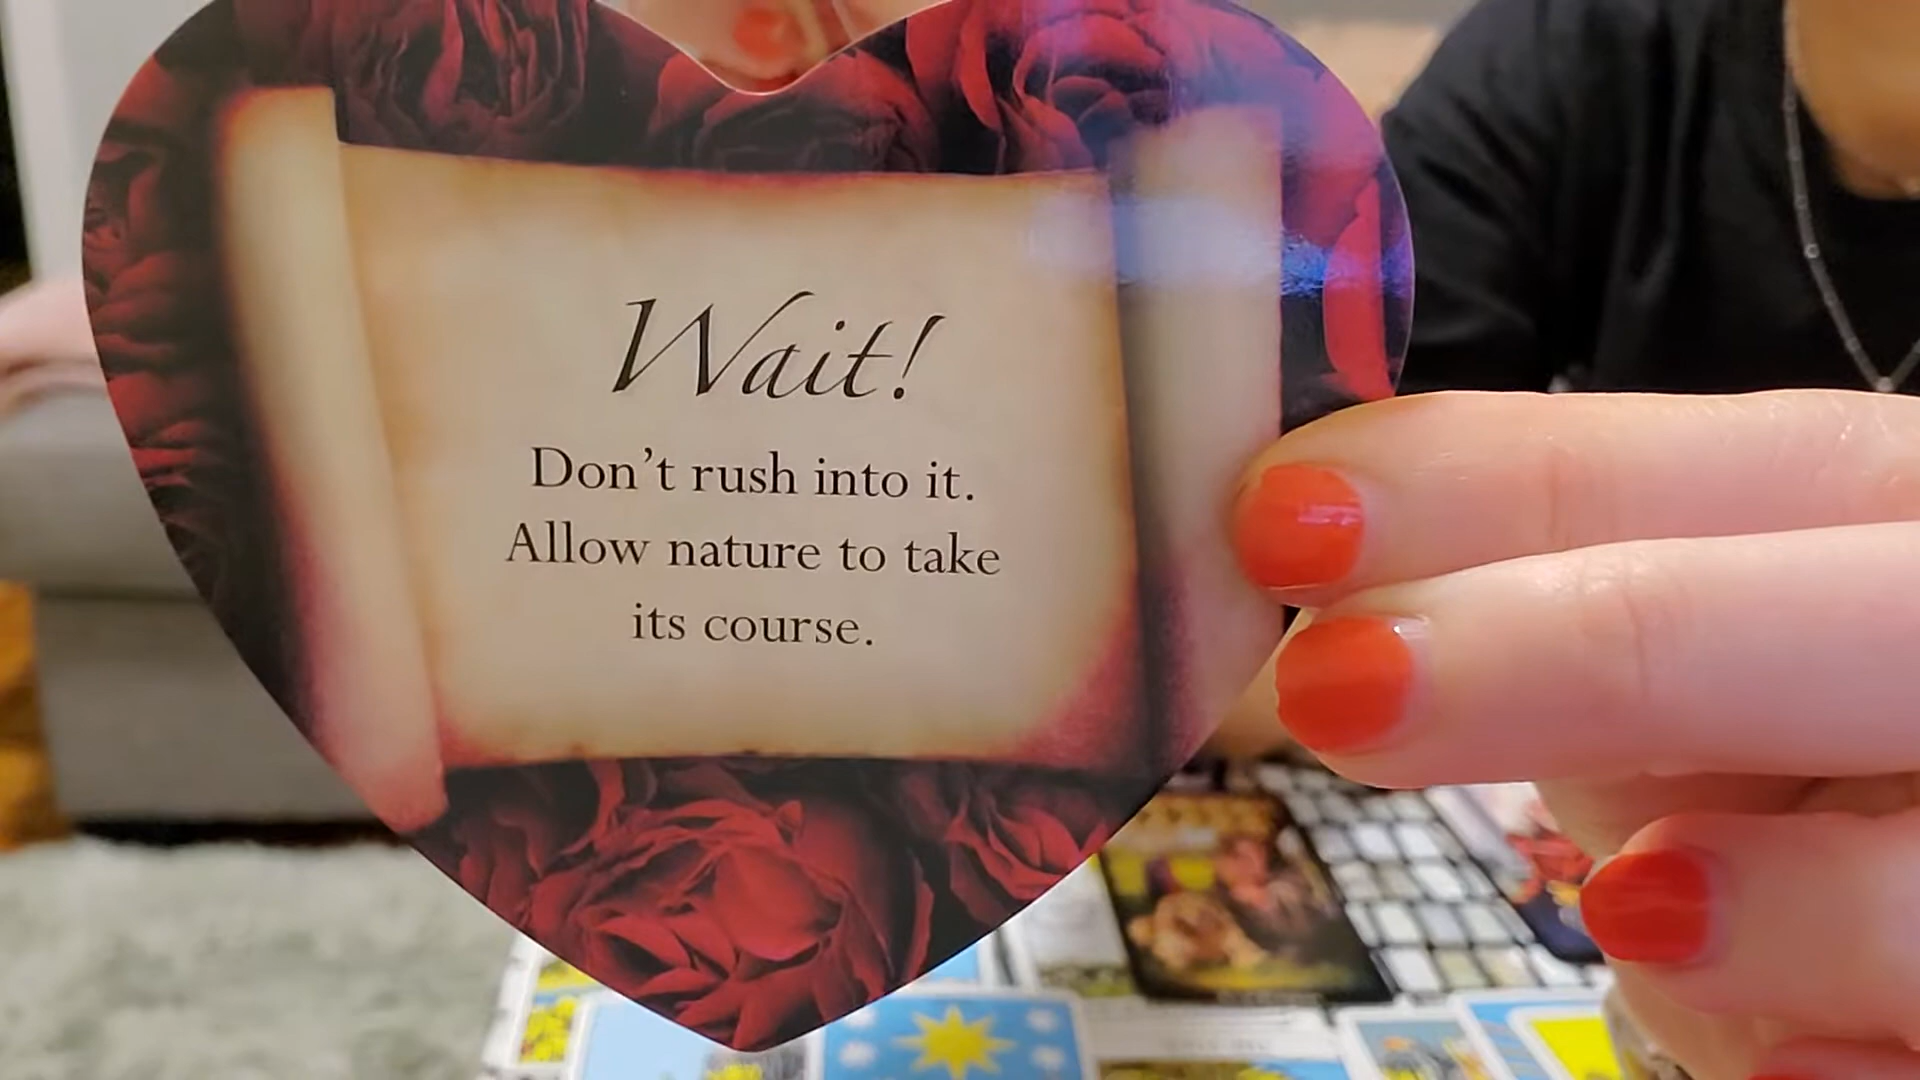 Wait!
Don't rush into it.
Allow nature to take
its course.